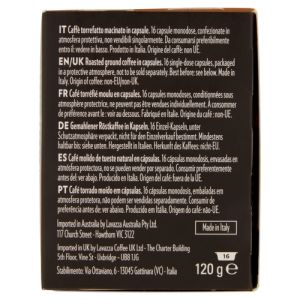 IT Caffè torrefatto macinato in capsule. 16 capsule monodose, confezionate in
atmosfera protettiva, non vendibili singolarmente. Da consumarsi preferibilmente
entro il: vedere in basso. Prodotto in Italia. Origine del caffè: non UE.
EN/UK Roasted ground coffee in capsules. 16 single-dose capsules, packaged
in a protective atmosphere, not to be sold separately. Best before: see below. Made in
Italy. Origin of coffee: non-EU/non-UK.
FR Café torréfié moulu en capsules. 16 capsules monodoses, conditionnées sous
atmosphère protectrice, ne peuvent pas être vendues individuellement. À consommer
de préférence avant le : voir au dessous. Produit en Italie. Origine du café : non UE.
DE Gemahlener Röstkaffee in Kapseln. 16 Einzel-Kapseln, unter
Schutzatmosphäre verpackt, nicht für den Einzelverkauf bestimmt. Mindestens
haltbar bis: siehe unten. Hergestellt in Italien. Herkunft des Kaffees: nicht-EU.
ES Café molido de tueste natural en cápsulas. 16 cápsulas monodosis, envasadas en
atmósfera protectora, no se pueden vender por separado. Consumir preferentemente
antes del: ver abajo. Producido en Italia. Origen del café: no UE.
PT Café torrado moído em cápsulas. 16 cápsulas monodose, embaladas em
atmosfera protetora, não podem ser vendidas separadamente. Consumir de
preferência antes de: ver abaixo. Produzido em Itália. Origem do café: não UE.
Imported in Australia by Lavazza Australia Pty Ltd.
117 Church Street - Hawthorn VIC 3122
Made in
Italy
Imported in UK by Lavazza Coffee UK Ltd - The Charter Building
5th Floor, Vine St - Uxbridge - UB8 1JG
Stabilimento: Via Ottaviano, 6 - 13045 Gattinara (VC) - Italia
16
120 g e